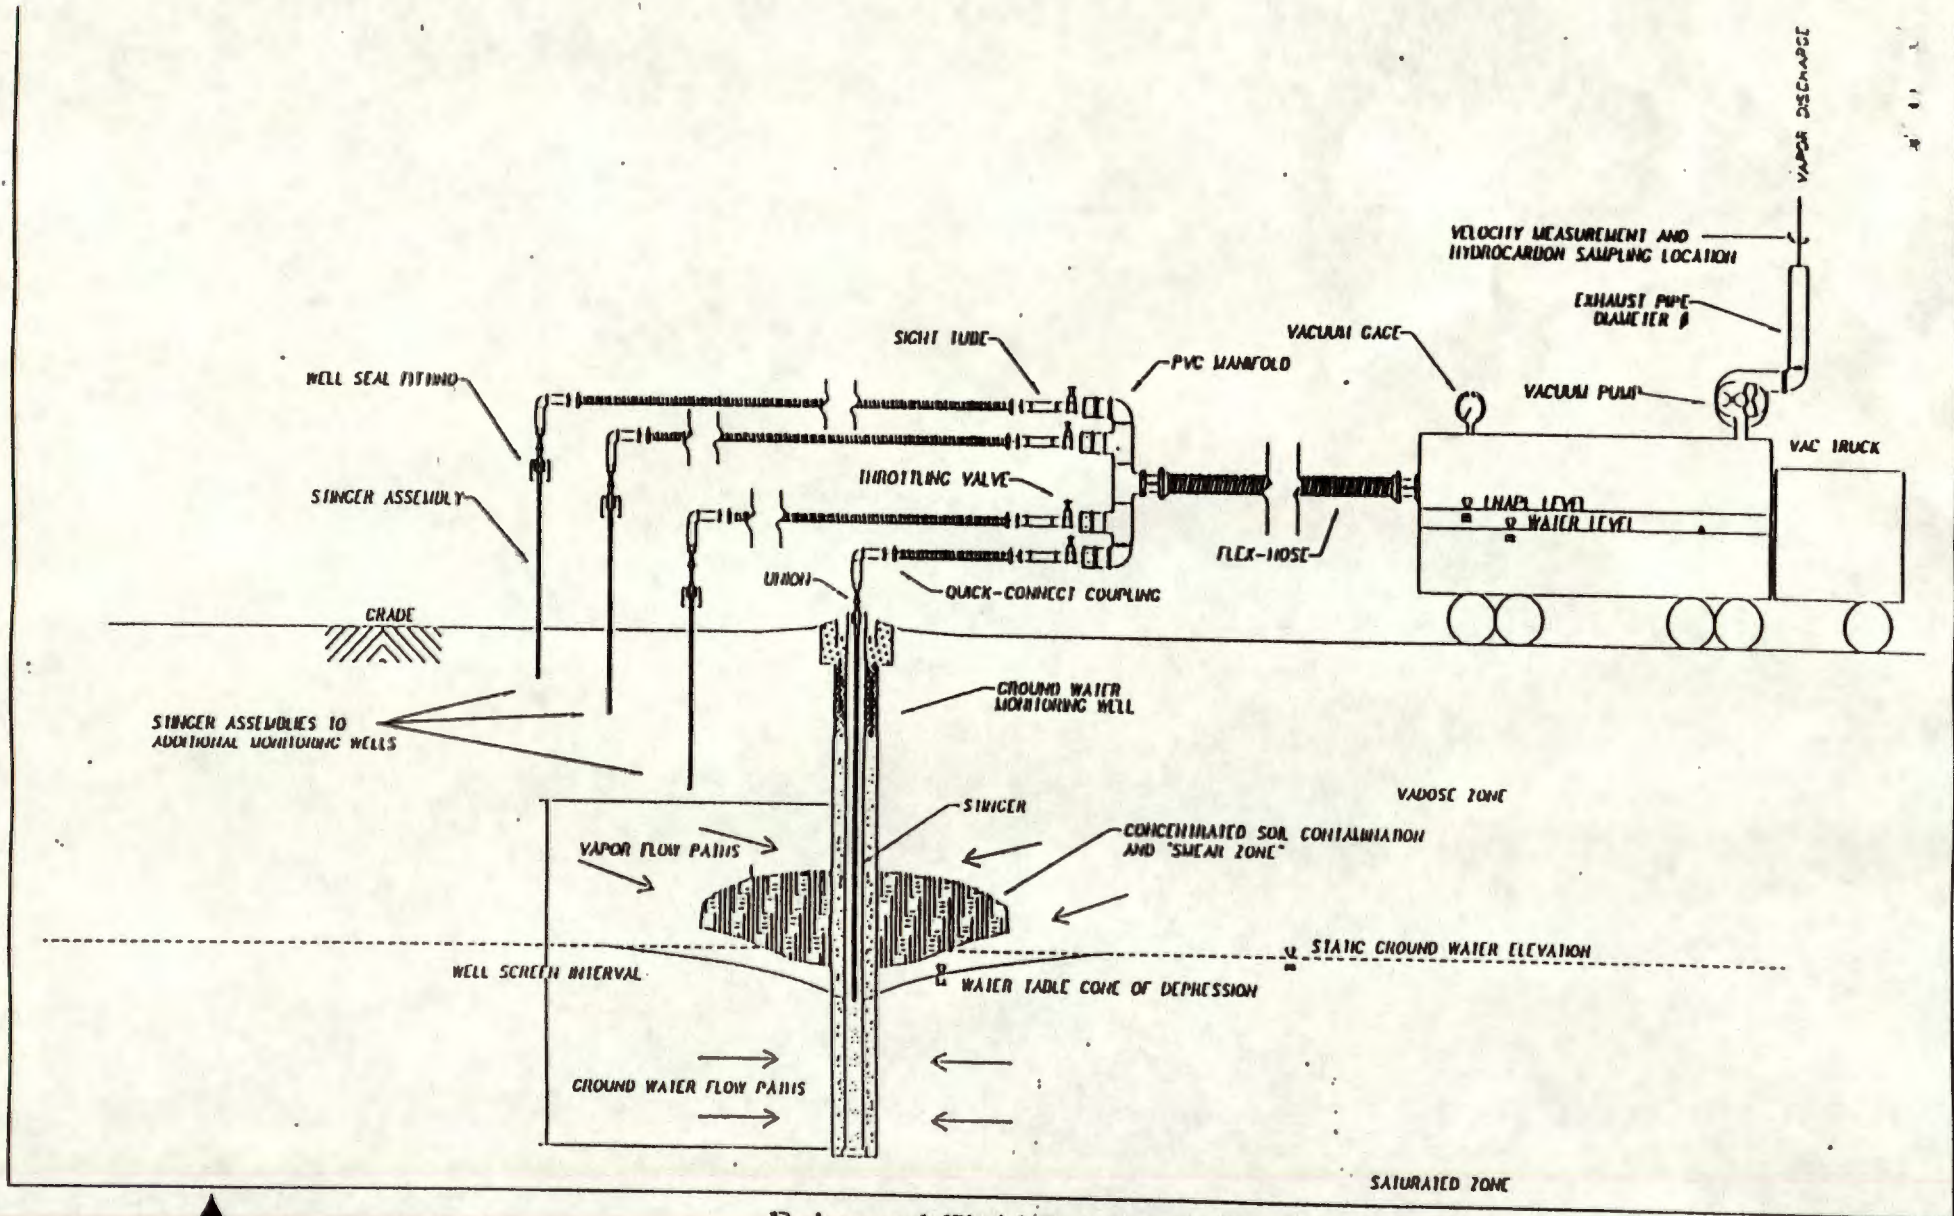 VAPOR DISCHARGE
VELOCITY MEASUREMENT AND
HYDROCARBON SAMPLING LOCATION
EXHAUST PIPE
DIAMETER ø
SIGHT TUBE
VACUUM GAGE
PVC MANIFOLD
WELL SEAL FITTING
VACUUM PUMP
VAC TRUCK
THROTTLING VALVE
STINGER ASSEMBLY
LNAPL LEVEL
WATER LEVEL
FLEX-HOSE
UNION
QUICK-CONNECT COUPLING
GRADE
GROUND WATER
MONITORING WELL
STINGER ASSEMBLIES TO
ADDITIONAL MONITORING WELLS
STINGER
VADOSE ZONE
CONCENTRATED SOIL CONTAMINATION
AND "SMEAR ZONE"
VAPOR FLOW PATHS
STATIC GROUND WATER ELEVATION
WELL SCREEN INTERVAL
WATER TABLE CONE OF DEPRESSION
GROUND WATER FLOW PATHS
SATURATED ZONE